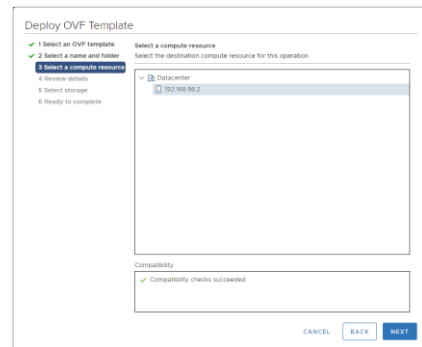 Deploy OVF Template
1 Select an OVF template
2 Select a name and folder
3 Select a compute resource
4 Review details
5 Select storage
6 Ready to complete
Select a compute resource
Select the destination compute resource for this operation
Datacenter
192.168.98.2
Compatibility
Compatibility checks succeeded.
CANCEL
BACK
NEXT